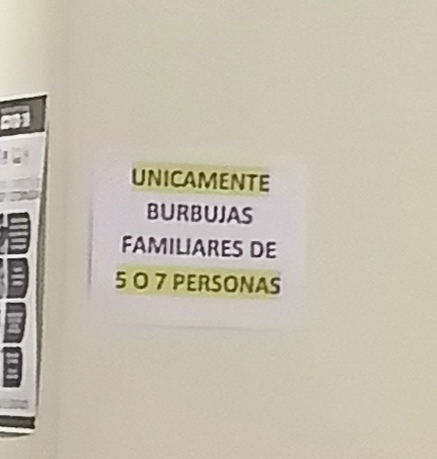 UNICAMENTE
BURBUJAS
FAMILIARES DE
5 O 7 PERSONAS